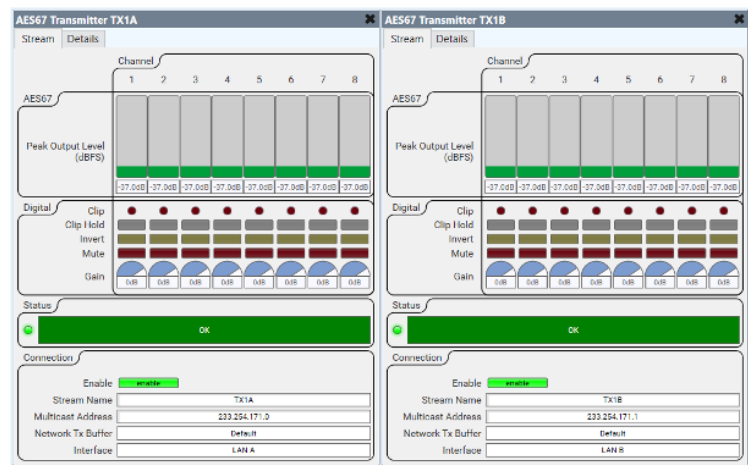 AES67 Transmitter TX1A
Stream Details
Channel
1 2 3 4 5 6 7 8
AES67
Peak Output Level
(dBFS)
-37.0dB -37.0dB -37.0dB -37.0dB -37.0dB -37.0dB -37.0dB -37.0dB
Digital
Clip
Clip Hold
Invert
Mute
Gain
0dB 0dB 0dB 0dB 0dB 0dB 0dB 0dB
Status
OK
Connection
Enable enable
Stream Name TX1A
Multicast Address 233.254.171.0
Network Tx Buffer Default
Interface LAN A
AES67 Transmitter TX1B
Stream Details
Channel
1 2 3 4 5 6 7 8
AES67
Peak Output Level
(dBFS)
-37.0dB -37.0dB -37.0dB -37.0dB -37.0dB -37.0dB -37.0dB -37.0dB
Digital
Clip
Clip Hold
Invert
Mute
Gain
0dB 0dB 0dB 0dB 0dB 0dB 0dB 0dB
Status
OK
Connection
Enable enable
Stream Name TX1B
Multicast Address 233.254.171.1
Network Tx Buffer Default
Interface LAN B